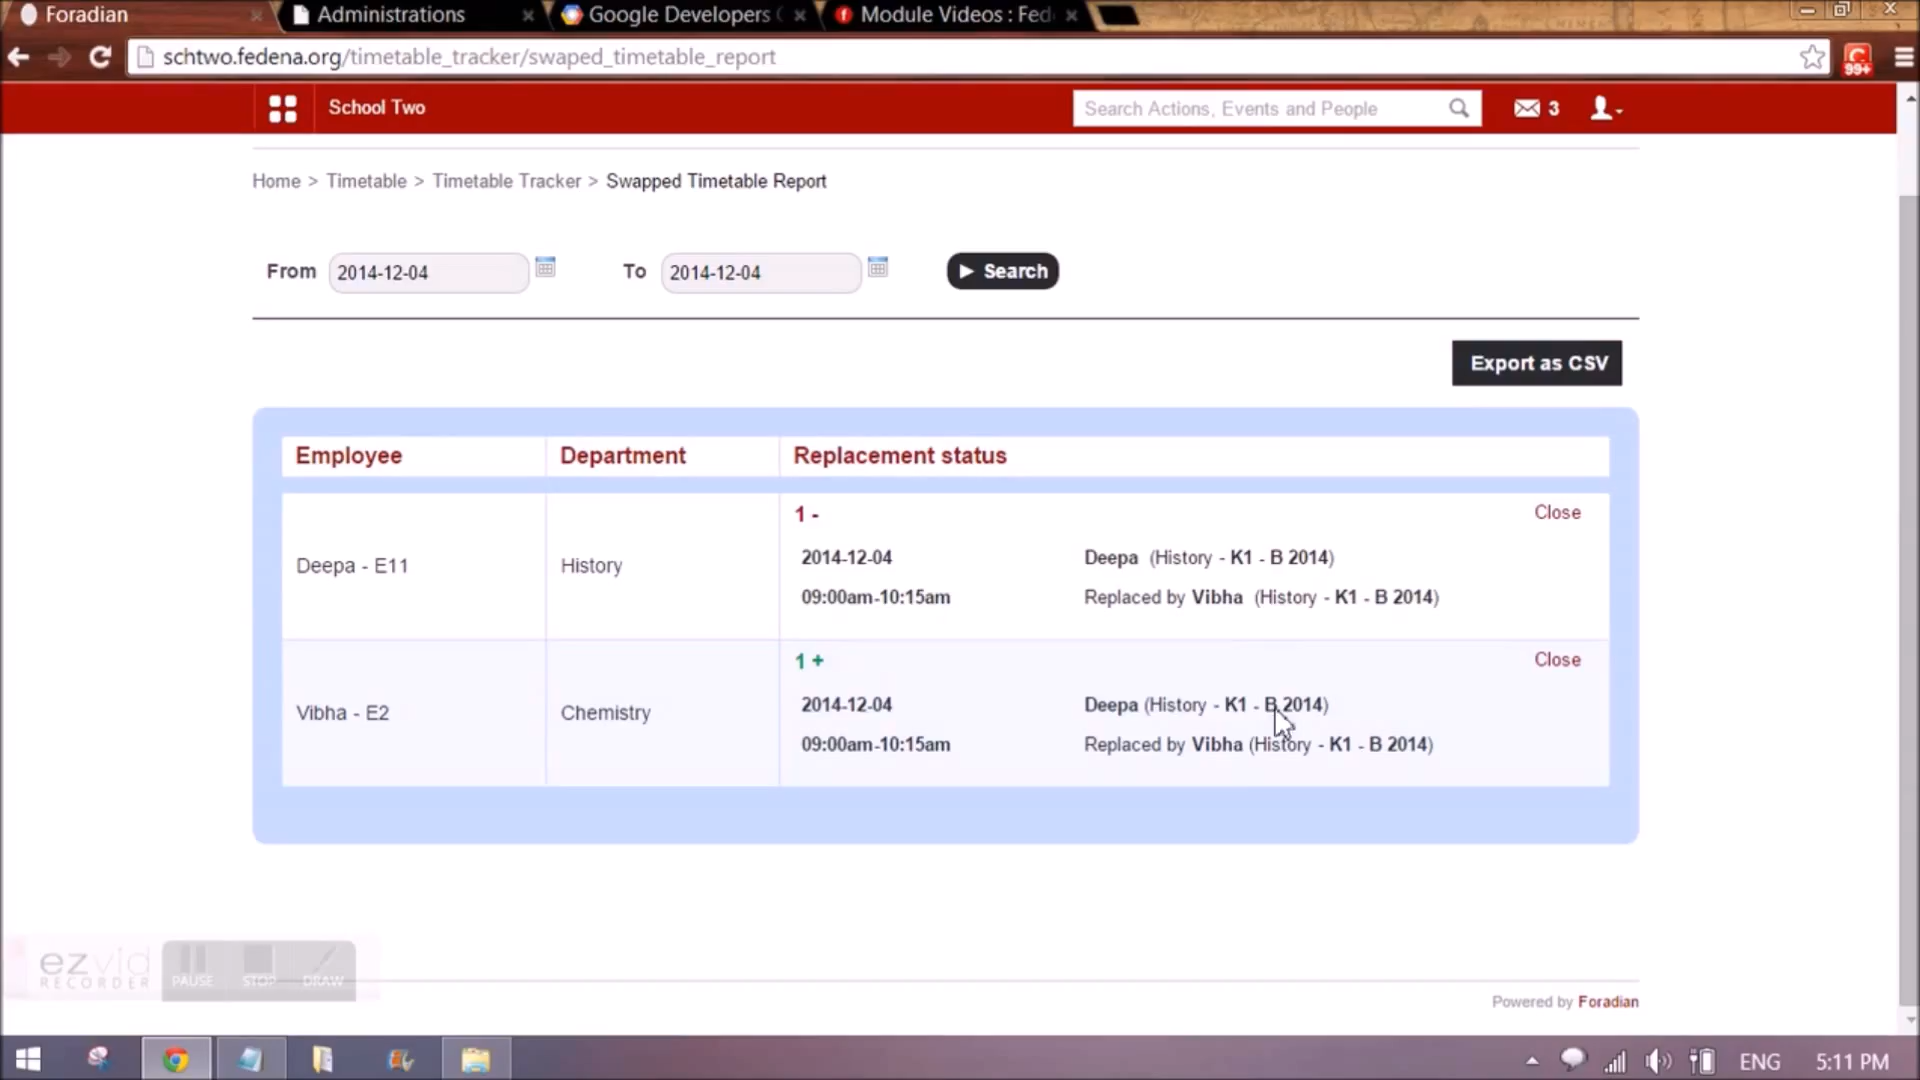 Foradian
Administrations
Google Developers
Module Videos : Fed
schtwo.fedena.org/timetable_tracker/swaped_timetable_report
99+
School Two
Search Actions, Events and People
3
Home > Timetable > Timetable Tracker > Swapped Timetable Report
From 2014-12-04 To 2014-12-04 Search
Export as CSV
Employee Department Replacement status
1 - Close
2014-12-04 Deepa (History - K1 - B 2014)
Deepa - E11 History
09:00am-10:15am Replaced by Vibha (History - K1 - B 2014)
1 + Close
2014-12-04 Deepa (History - K1 - B 2014)
Vibha - E2 Chemistry
09:00am-10:15am Replaced by Vibha (History - K1 - B 2014)
ezvid
RECORDER
PAUSE STOP DRAW
Powered by Foradian
ENG 5:11 PM